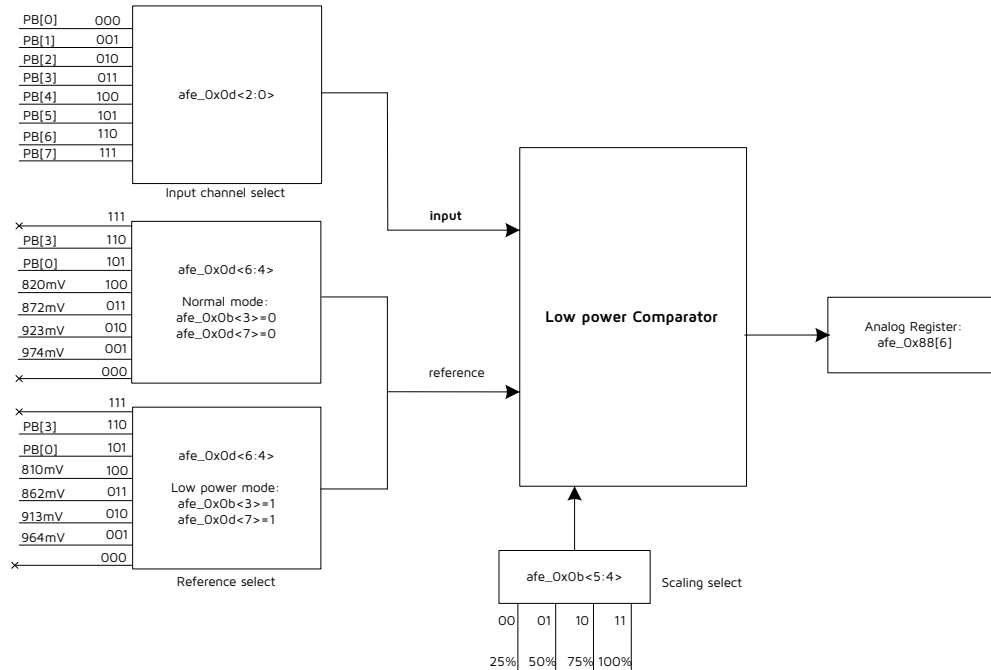 PB[0] 000
PB[1] 001
PB[2] 010
PB[3] 011
PB[4] 100
PB[5] 101
PB[6] 110
PB[7] 111
afe_0x0d<2:0>
Input channel select
111
PB[3] 110
PB[0] 101
820mV 100
872mV 011
923mV 010
974mV 001
000
afe_0x0d<6:4>
Normal mode:
afe_0x0b<3>=0
afe_0x0d<7>=0
111
PB[3] 110
PB[0] 101
810mV 100
862mV 011
913mV 010
964mV 001
000
afe_0x0d<6:4>
Low power mode:
afe_0x0b<3>=1
afe_0x0d<7>=1
Reference select
input
reference
Low power Comparator
Analog Register:
afe_0x88[6]
afe_0x0b<5:4>
Scaling select
00 01 10 11
25% 50% 75% 100%